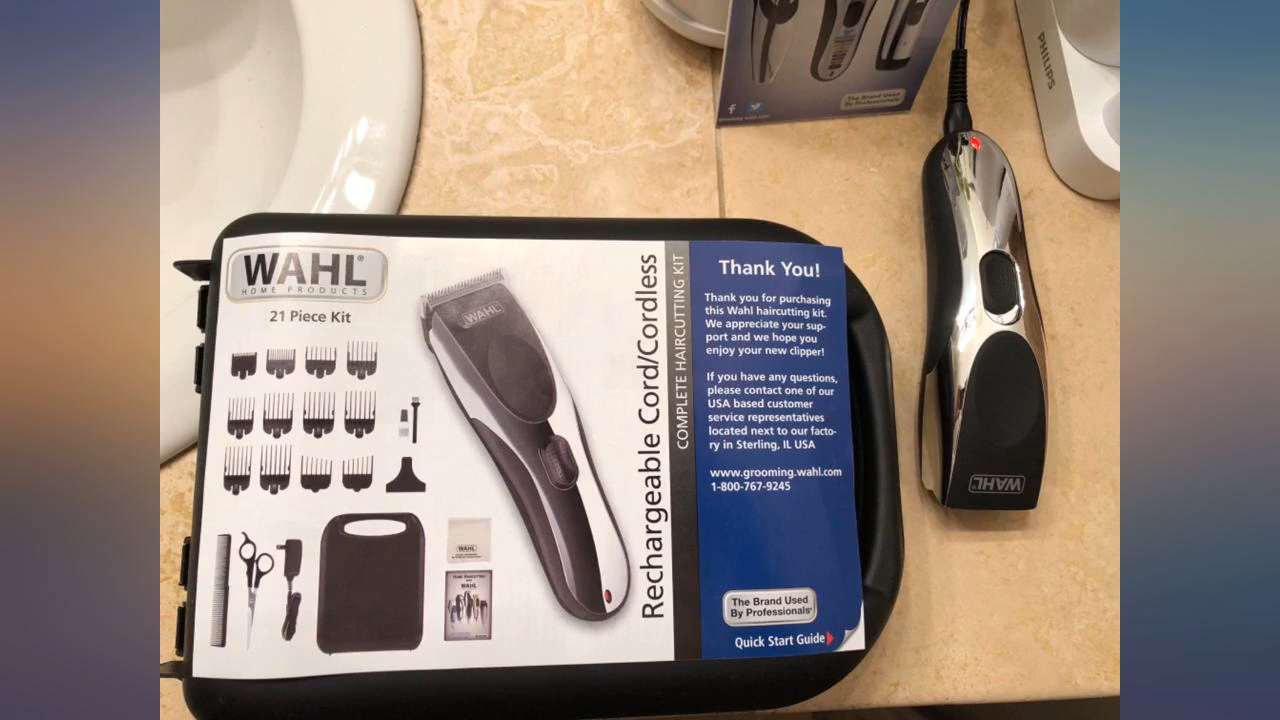 The Brand Used
By Professionals
PHILIPS
WAHL®
HOME PRODUCTS
21 Piece Kit
WAHL
Rechargeable Cord/Cordless
COMPLETE HAIRCUTTING KIT
Thank You!
Thank you for purchasing
this Wahl haircutting kit.
We appreciate your sup-
port and we hope you
enjoy your new clipper!
If you have any questions,
please contact one of our
USA based customer
service representatives
located next to our facto-
ry in Sterling, IL USA
www.grooming.wahl.com
1-800-767-9245
The Brand Used
By Professionals®
Quick Start Guide
WAHL
WAHL
WAHL